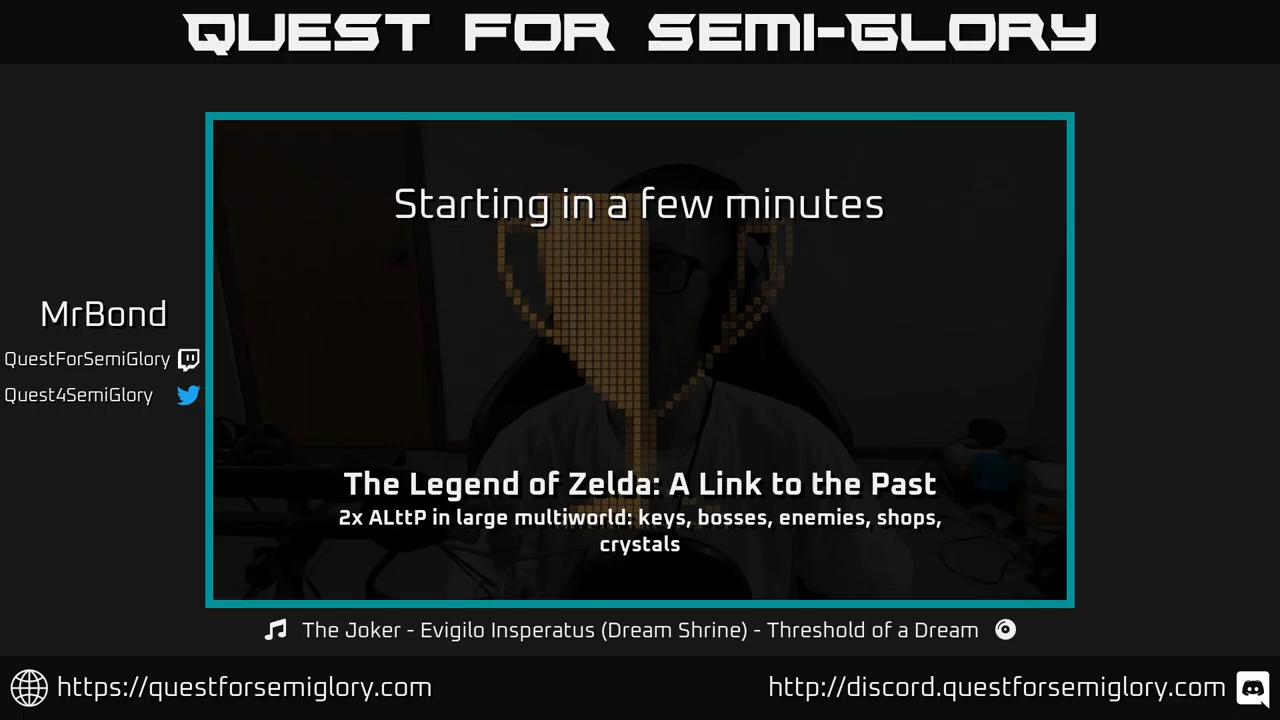 QUEST FOR SEMI-GLORY
Starting in a few minutes
MrBond
QuestForSemiGlory
Quest4SemiGlory
The Legend of Zelda: A Link to the Past
2x ALttP in large multiworld: keys, bosses, enemies, shops,
crystals
The Joker - Evigilo Insperatus (Dream Shrine) - Threshold of a Dream
https://questforsemiglory.com
http://discord.questforsemiglory.com